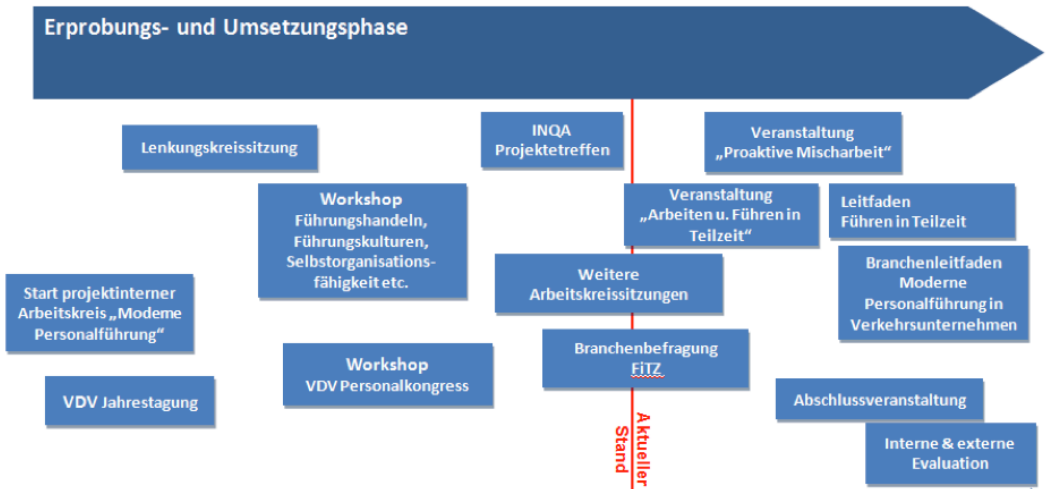 Erprobungs- und Umsetzungsphase
Lenkungskreissitzung
INQA
Projektetreffen
Veranstaltung
„Proaktive Mischarbeit“
Workshop
Führungshandeln,
Führungskulturen,
Selbstorganisations-
fähigkeit etc.
Veranstaltung
„Arbeiten u. Führen in
Teilzeit“
Leitfaden
Führen in Teilzeit
Weitere
Arbeitskreissitzungen
Branchenleitfaden
Moderne
Personalführung in
Verkehrsunternehmen
Start projektinterner
Arbeitskreis „Moderne
Personalführung“
Workshop
VDV Personalkongress
Branchenbefragung
FiTZ
VDV Jahrestagung
Abschlussveranstaltung
Interne & externe
Evaluation
Aktueller
Stand